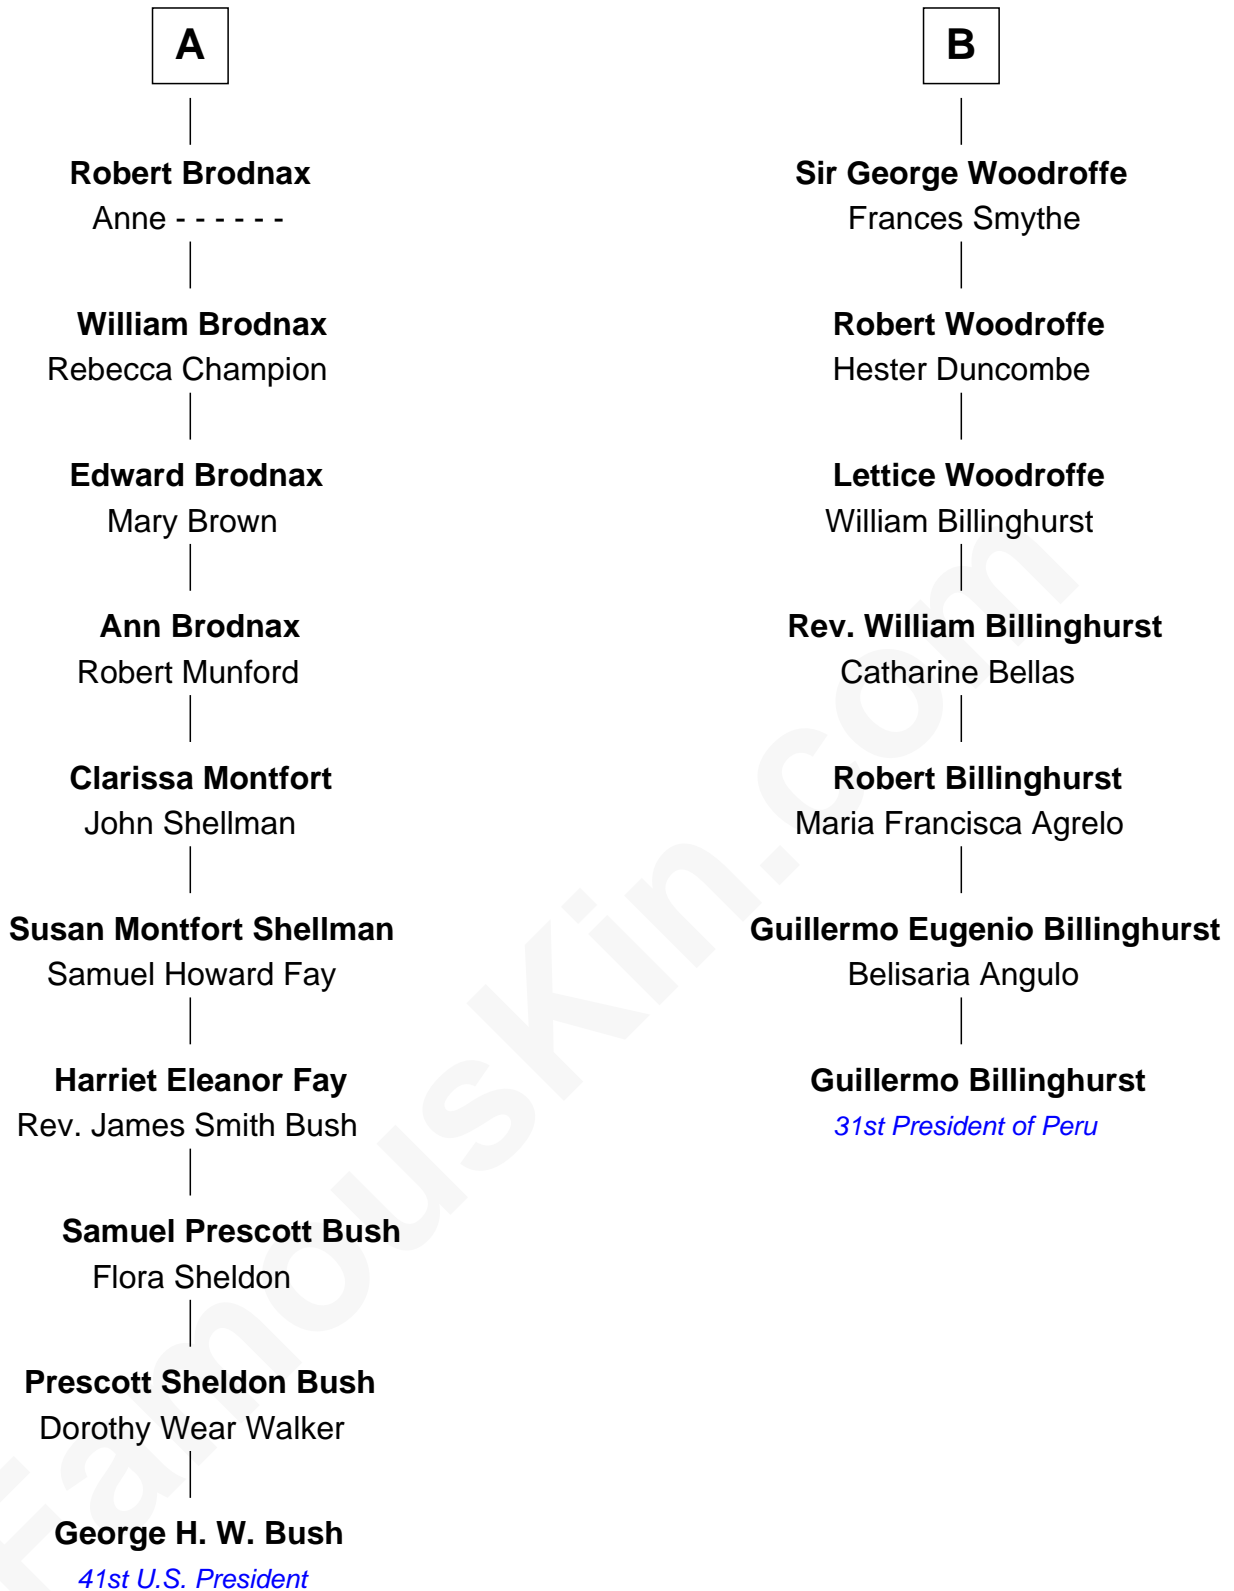 A
Robert Brodnax
Anne - - - - - -
William Brodnax
Rebecca Champion
Edward Brodnax
Mary Brown
Ann Brodnax
Robert Munford
Clarissa Montfort
John Shellman
Susan Montfort Shellman
Samuel Howard Fay
Harriet Eleanor Fay
Rev. James Smith Bush
Samuel Prescott Bush
Flora Sheldon
Prescott Sheldon Bush
Dorothy Wear Walker
George H. W. Bush
41st U.S. President
B
Sir George Woodroffe
Frances Smythe
Robert Woodroffe
Hester Duncombe
Lettice Woodroffe
William Billinghurst
Rev. William Billinghurst
Catharine Bellas
Robert Billinghurst
Maria Francisca Agrelo
Guillermo Eugenio Billinghurst
Belisaria Angulo
Guillermo Billinghurst
31st President of Peru
FamousKin.com